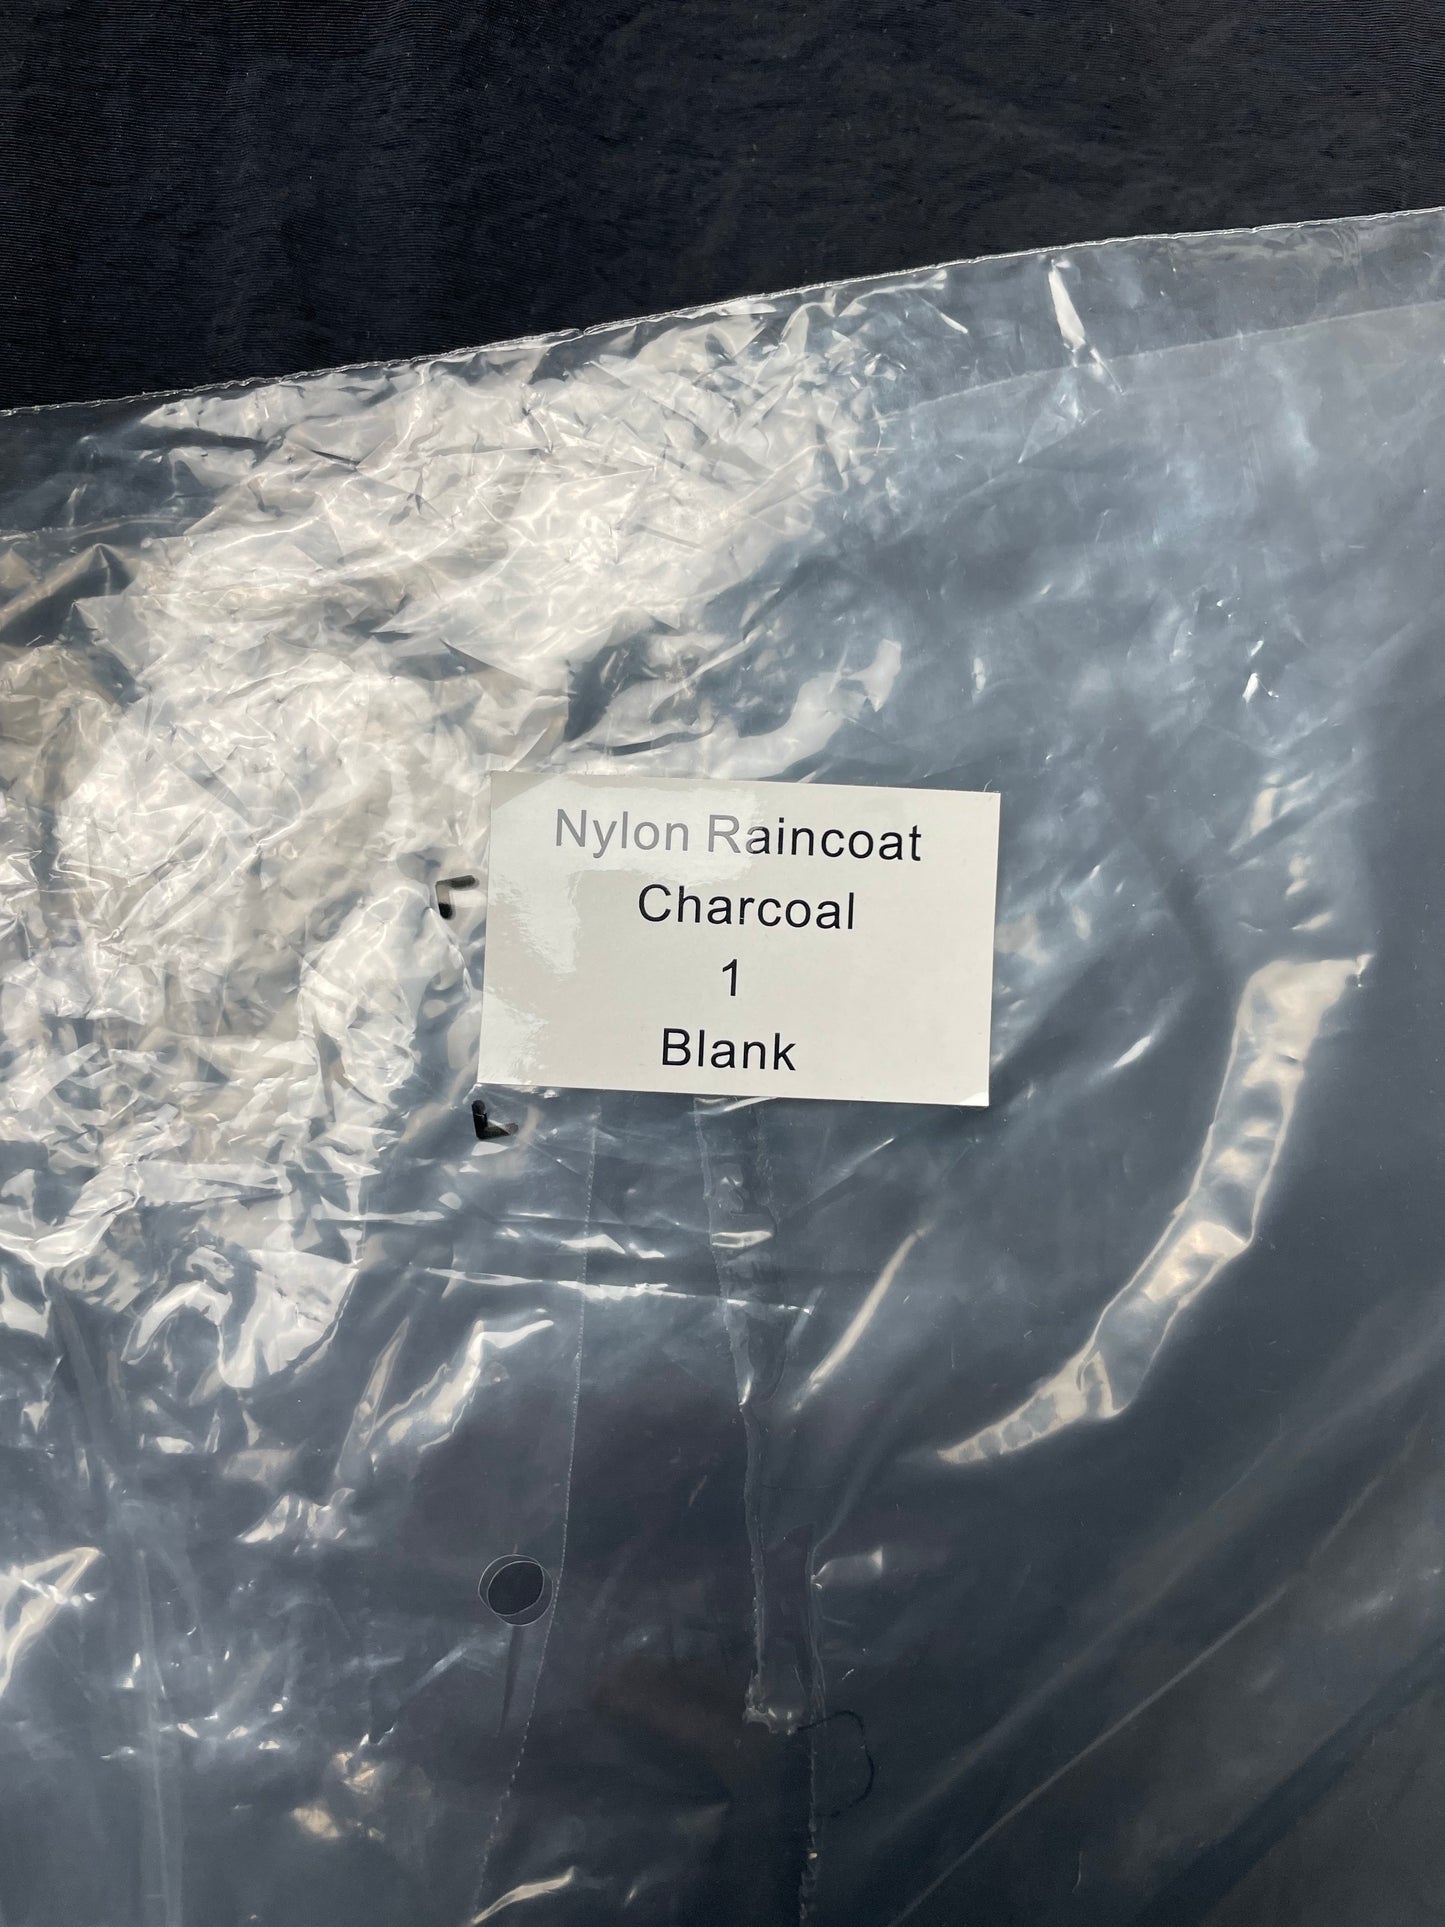 Nylon Raincoat
Charcoal
1
Blank